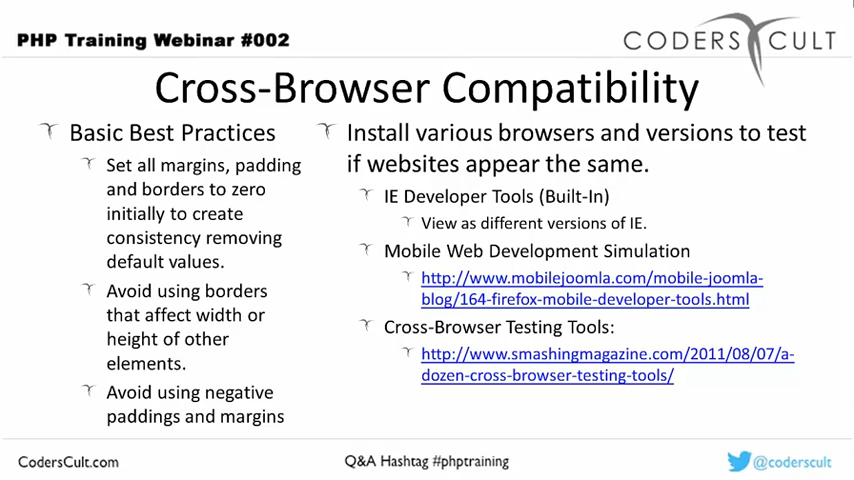 PHP Training Webinar #002
CODERS CULT
Cross-Browser Compatibility
Basic Best Practices
Set all margins, padding
and borders to zero
initially to create
consistency removing
default values.
Avoid using borders
that affect width or
height of other
elements.
Avoid using negative
paddings and margins
Install various browsers and versions to test
if websites appear the same.
IE Developer Tools (Built-In)
View as different versions of IE.
Mobile Web Development Simulation
http://www.mobilejoomla.com/mobile-joomla-
blog/164-firefox-mobile-developer-tools.html
Cross-Browser Testing Tools:
http://www.smashingmagazine.com/2011/08/07/a-
dozen-cross-browser-testing-tools/
CodersCult.com
Q&A Hashtag #phptraining
@coderscult